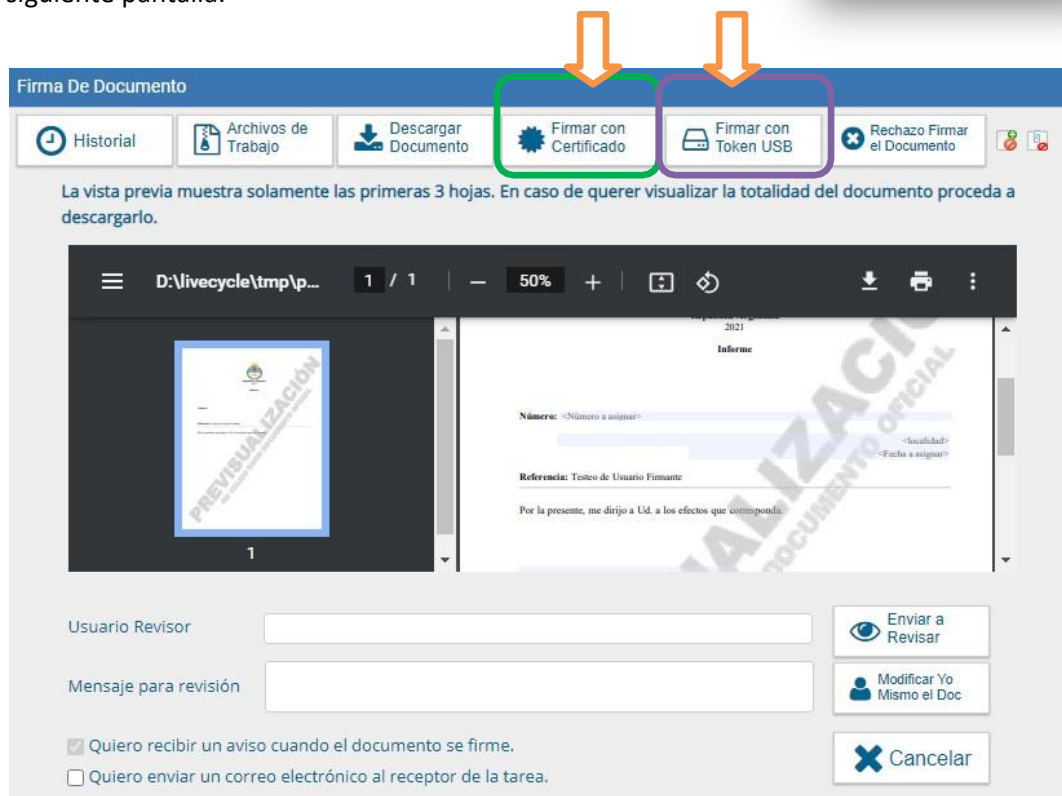 siguiente pantalla:
Firma De Documento
Historial
Archivos de
Trabajo
Descargar
Documento
Firmar con
Certificado
Firmar con
Token USB
Rechazo Firmar
el Documento
La vista previa muestra solamente las primeras 3 hojas. En caso de querer visualizar la totalidad del documento proceda a
descargarlo.
D:\livecycle\tmp\p...
1 / 1
50%
2021
Informe
Número: <Número a asignar>
<localidad>
<Fecha a asignar>
Referencia: Testeo de Usuario Firmante
Por la presente, me dirijo a Ud. a los efectos que corresponda.
PREVISUALIZACIÓN
1
Usuario Revisor
Enviar a
Revisar
Mensaje para revisión
Modificar Yo
Mismo el Doc
Quiero recibir un aviso cuando el documento se firme.
Quiero enviar un correo electrónico al receptor de la tarea.
Cancelar